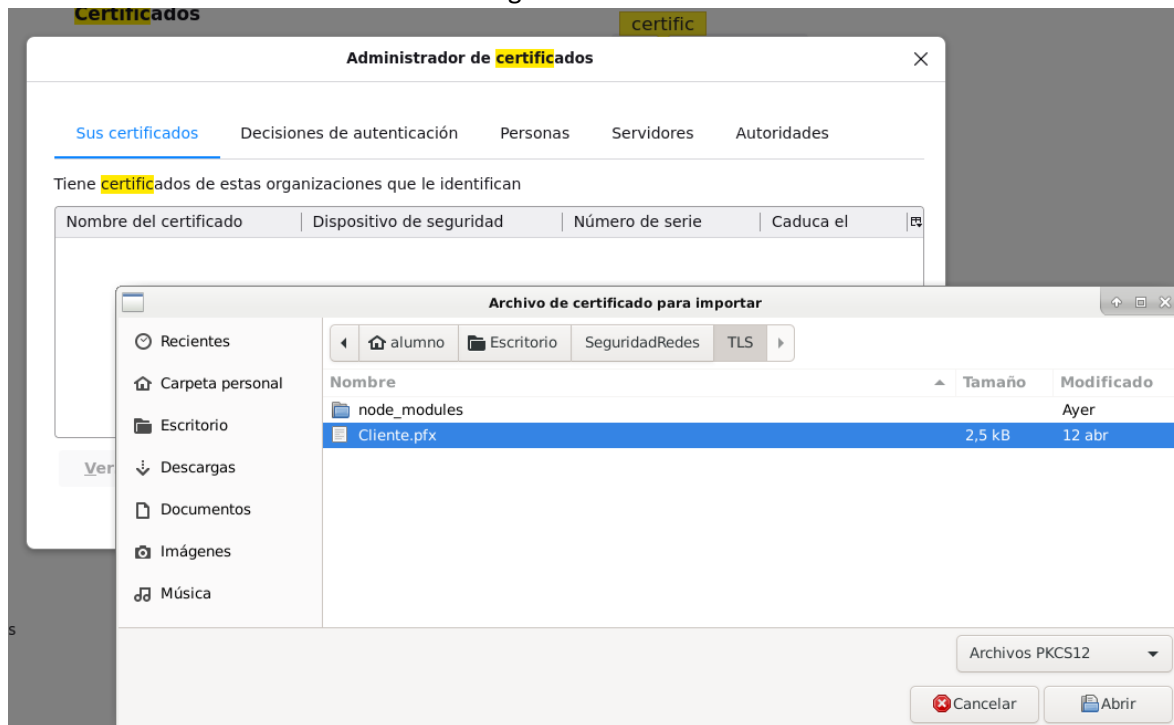 Certificados
certific
Administrador de certificados
Sus certificados Decisiones de autenticación Personas Servidores Autoridades
Tiene certificados de estas organizaciones que le identifican
Nombre del certificado Dispositivo de seguridad Número de serie Caduca el
Archivo de certificado para importar
Recientes
alumno Escritorio SeguridadRedes TLS
Carpeta personal
Nombre Tamaño Modificado
node_modules Ayer
Escritorio
Cliente.pfx 2,5 kB 12 abr
Ver
Descargas
Documentos
Imágenes
Música
s
Archivos PKCS12
Cancelar Abrir